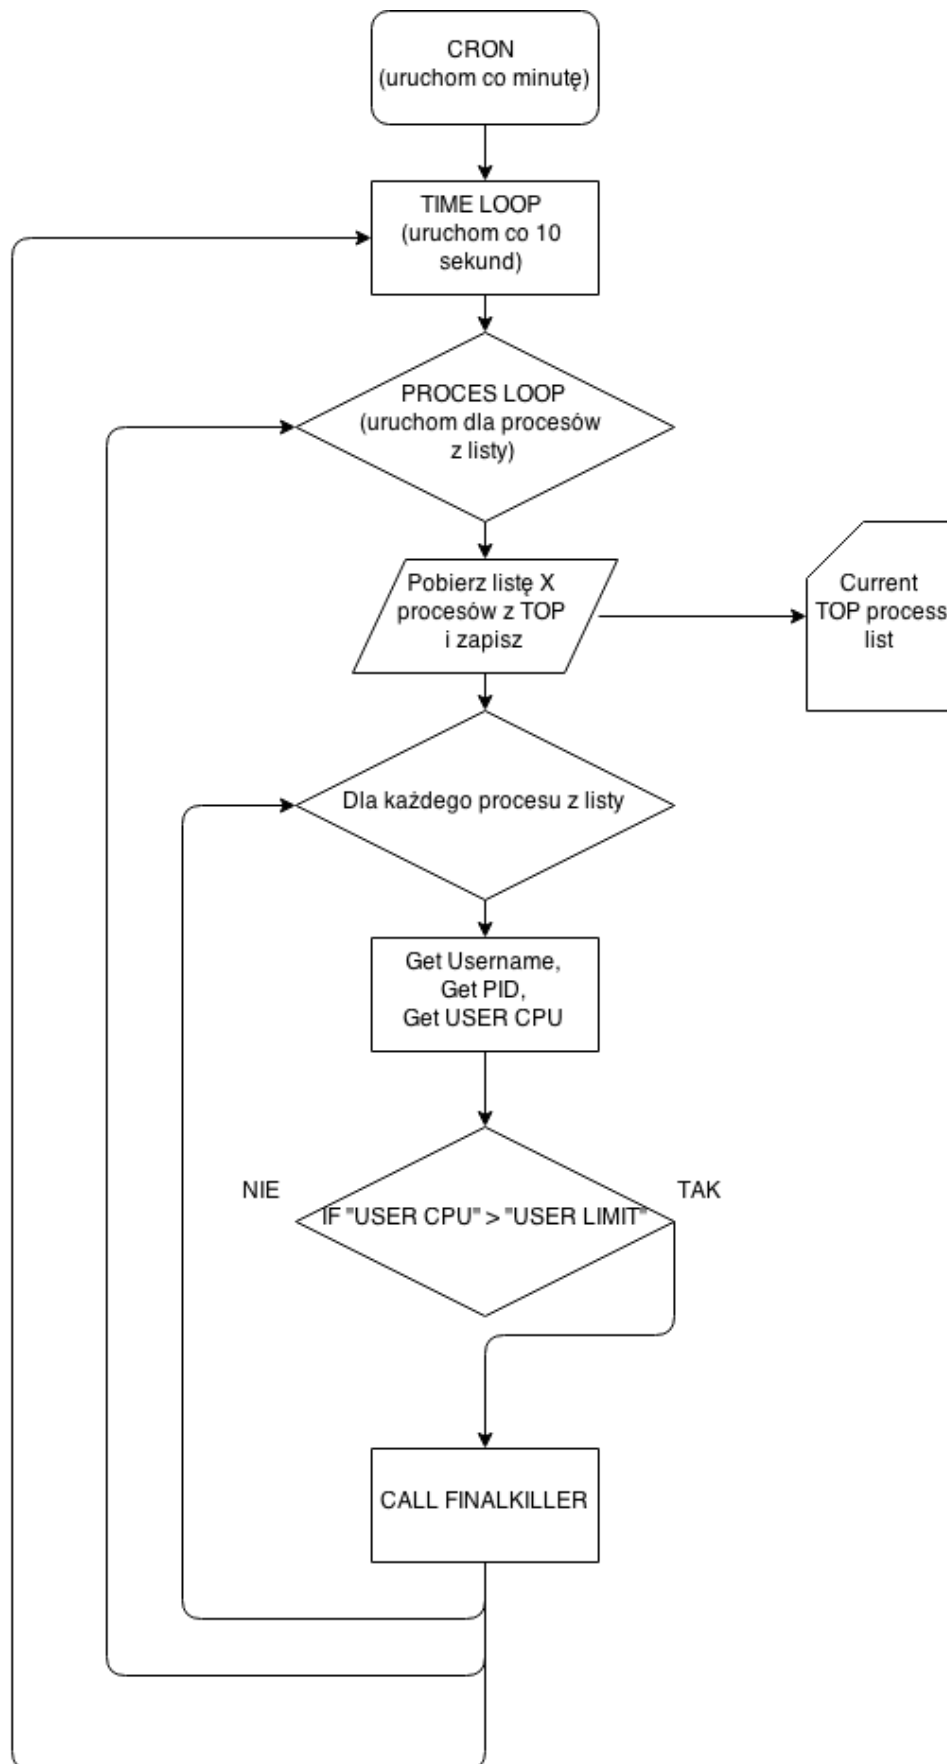 CRON
(uruchom co minutę)
TIME LOOP
(uruchom co 10
sekund)
PROCES LOOP
(uruchom dla procesów
z listy)
Pobierz listę X
procesów z TOP
i zapisz
Current
TOP process
list
Dla każdego procesu z listy
Get Username,
Get PID,
Get USER CPU
NIE
TAK
IF "USER CPU" > "USER LIMIT"
CALL FINALKILLER